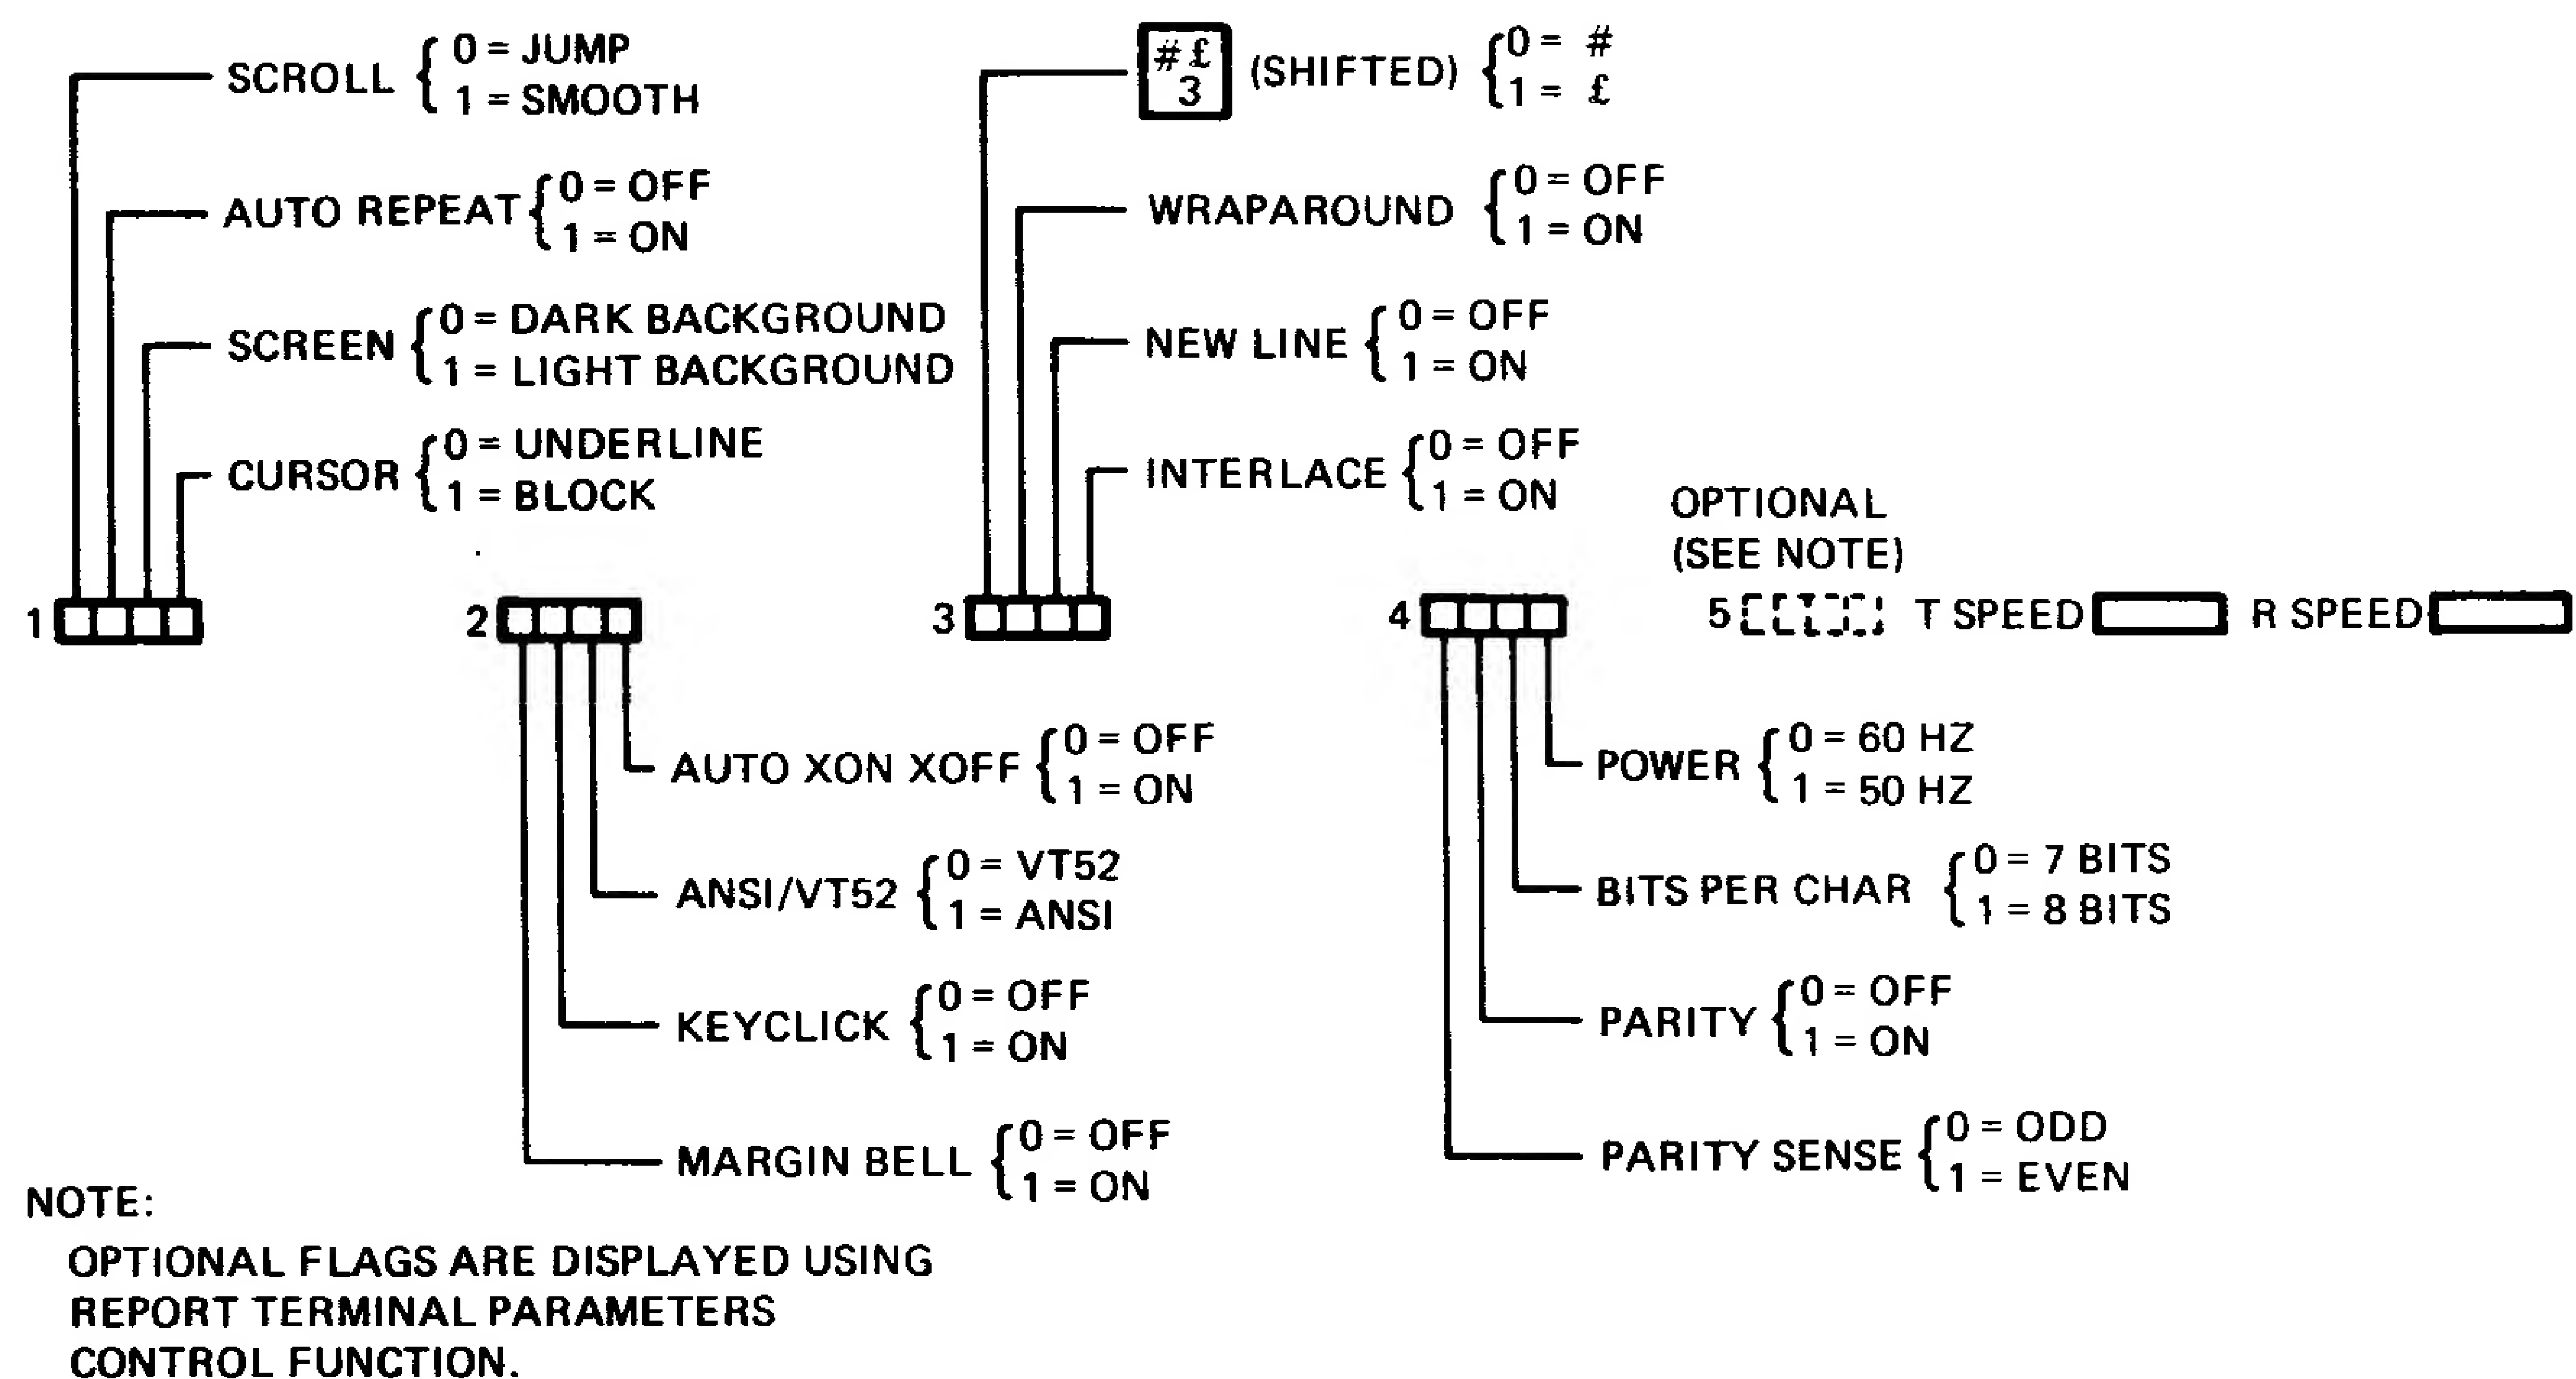 SCROLL
0 = JUMP
1 = SMOOTH
AUTO REPEAT
0 = OFF
1 = ON
SCREEN
0 = DARK BACKGROUND
1 = LIGHT BACKGROUND
CURSOR
0 = UNDERLINE
1 = BLOCK
1
2
AUTO XON XOFF
0 = OFF
1 = ON
ANSI/VT52
0 = VT52
1 = ANSI
KEYCLICK
0 = OFF
1 = ON
MARGIN BELL
0 = OFF
1 = ON
# £
3
(SHIFTED)
0 = #
1 = £
WRAPAROUND
0 = OFF
1 = ON
NEW LINE
0 = OFF
1 = ON
INTERLACE
0 = OFF
1 = ON
3
4
POWER
0 = 60 HZ
1 = 50 HZ
BITS PER CHAR
0 = 7 BITS
1 = 8 BITS
PARITY
0 = OFF
1 = ON
PARITY SENSE
0 = ODD
1 = EVEN
OPTIONAL
(SEE NOTE)
5
T SPEED
R SPEED
NOTE:
OPTIONAL FLAGS ARE DISPLAYED USING
REPORT TERMINAL PARAMETERS
CONTROL FUNCTION.